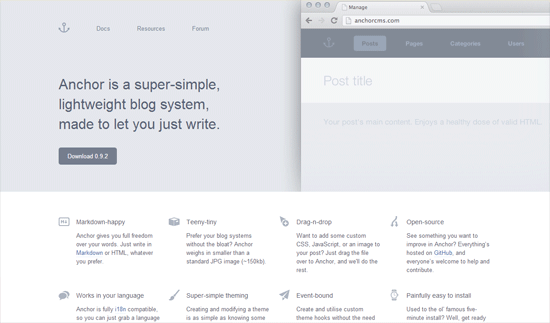 Manage
anchorcms.com
Docs Resources Forum
Posts Pages Categories Users
Post title
Your post's main content. Enjoys a healthy dose of valid HTML.
Anchor is a super-simple,
lightweight blog system,
made to let you just write.
Download 0.9.2
Markdown-happy
Anchor gives you full freedom
over your words. Just write in
Markdown or HTML, whatever
you prefer.
Teeny-tiny
Prefer your blog systems
without the bloat? Anchor
weighs in smaller than a
standard JPG image (~150kb).
Drag-n-drop
Want to add some custom
CSS, JavaScript, or an image to
your post? Just drag the file
over to Anchor, and we'll do the
rest.
Open-source
See something you want to
improve in Anchor? Everything's
hosted on GitHub, and
everyone's welcome to help and
contribute.
Works in your language
Anchor is fully i18n compatible,
so you can just grab a language
Super-simple theming
Creating and modifying a theme
is as simple as knowing some
Event-bound
Create and utilise custom
theme hooks without the need
Painfully easy to install
Used to the ol' famous five-
minute install? Well, get ready